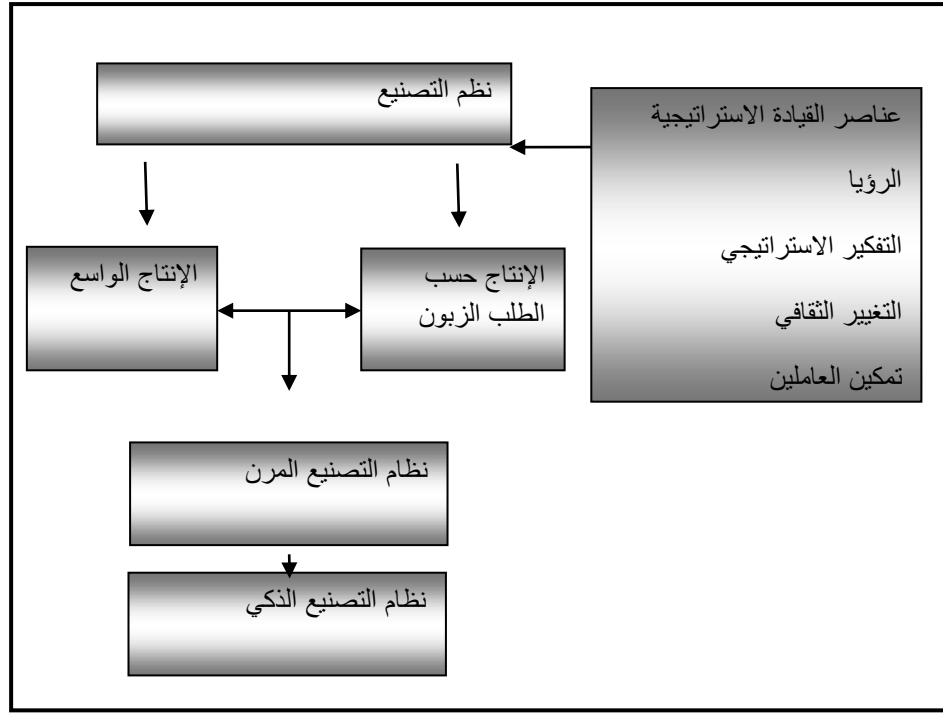 نظم التصنيع
عناصر القيادة الاستراتيجية
الرؤيا
التفكير الاستراتيجي
التغيير الثقافي
تمكين العاملين
الإنتاج حسب
الطلب الزبون
الإنتاج الواسع
نظام التصنيع المرن
نظام التصنيع الذكي